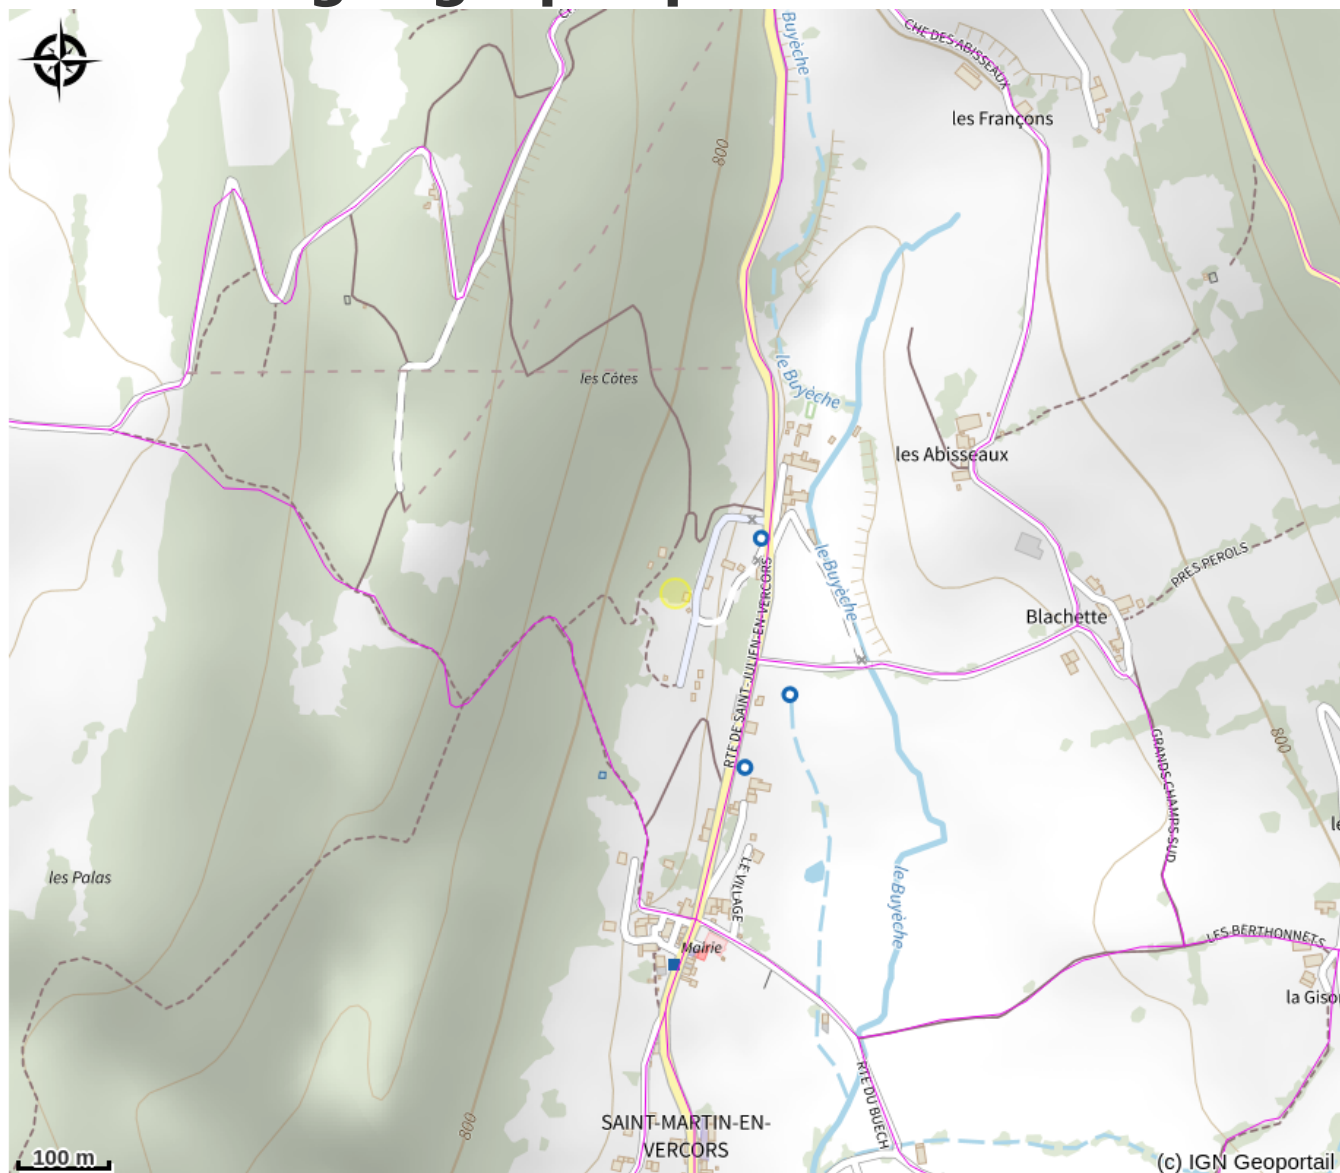 Buyèche
CHE DES ABISSEAUX
les Françons
800
les Côtes
le Buyèche
les Abisseaux
le Buyèche
PRES PEROLS
RTE DE SAINT-JULIEN-EN-VERCORS
Blachette
800
GRANDS CHAMPS SUD
les Palas
LE VILLAGE
le Buyèche
LES BERTHONNETS
Mairie
la Gison
RTE DU BUECH
800
SAINT-MARTIN-EN-
VERCORS
100 m
(c) IGN Geoportail